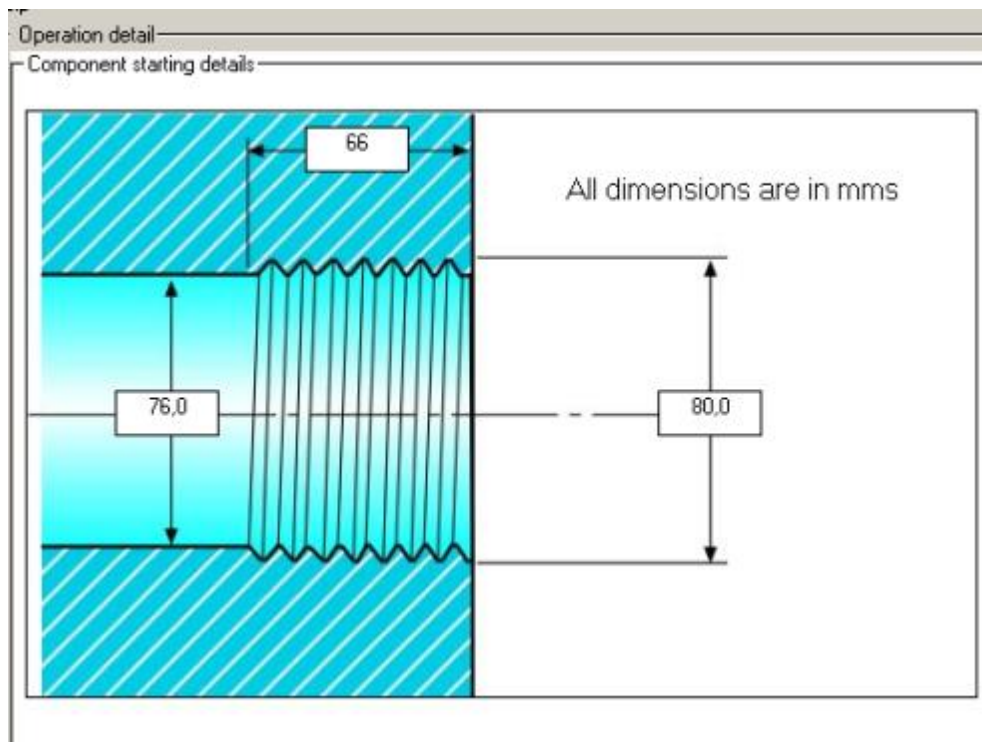 Operation detail
Component starting details
66
All dimensions are in mms
76,0
80,0